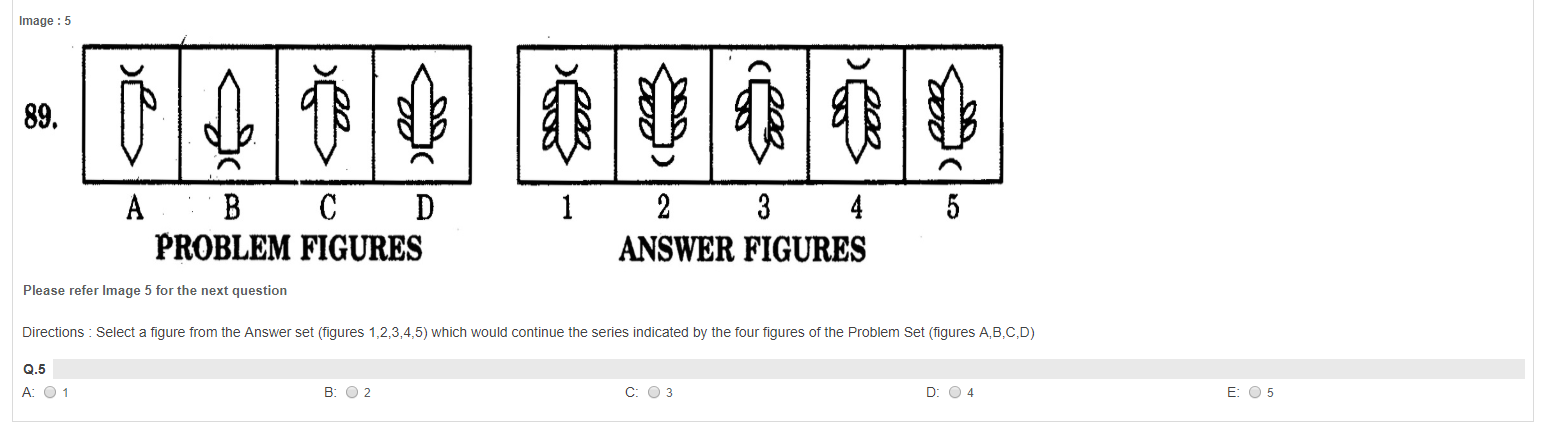 Image : 5
89.
A B C D 1 2 3 4 5
PROBLEM FIGURES ANSWER FIGURES
Please refer Image 5 for the next question
Directions : Select a figure from the Answer set (figures 1,2,3,4,5) which would continue the series indicated by the four figures of the Problem Set (figures A,B,C,D)
Q.5
A: 1 B: 2 C: 3 D: 4 E: 5